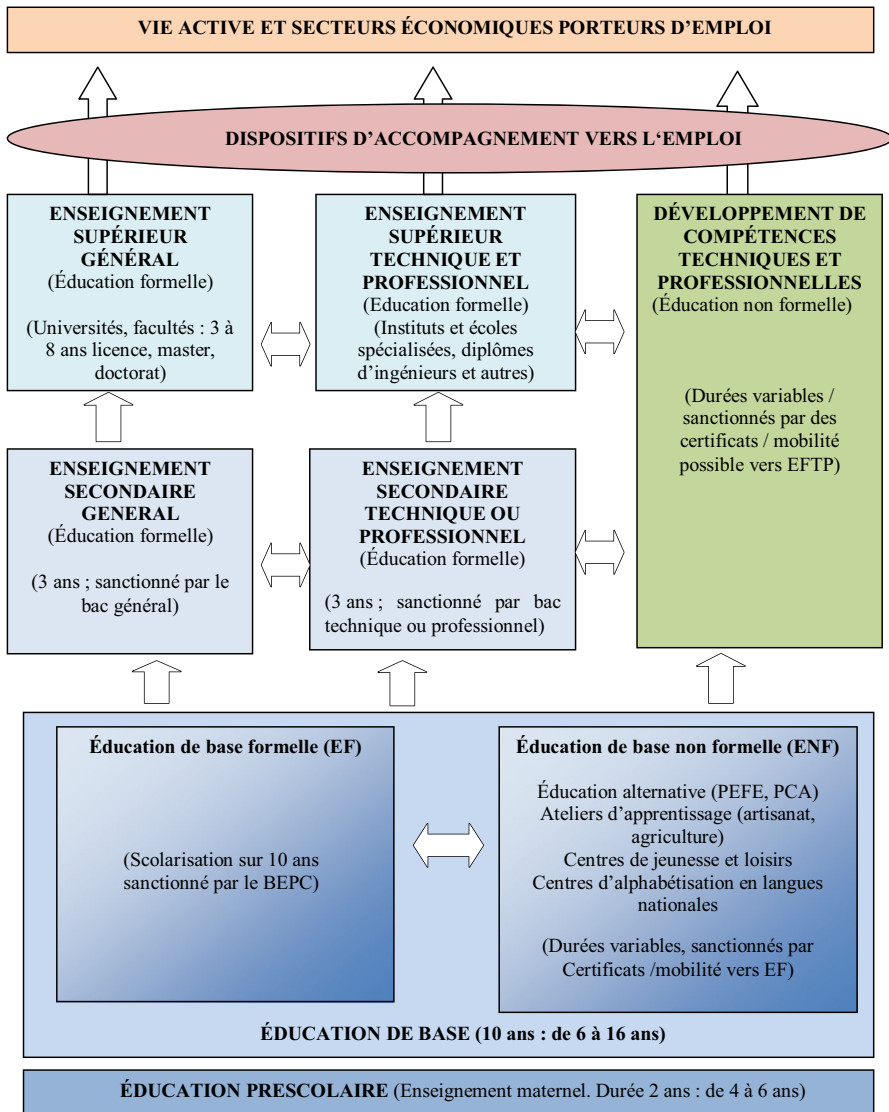 VIE ACTIVE ET SECTEURS ÉCONOMIQUES PORTEURS D’EMPLOI
DISPOSITIFS D’ACCOMPAGNEMENT VERS L‘EMPLOI
ENSEIGNEMENT
SUPÉRIEUR
GÉNÉRAL
(Éducation formelle)
(Universités, facultés : 3 à
8 ans licence, master,
doctorat)
ENSEIGNEMENT
SUPÉRIEUR
TECHNIQUE ET
PROFESSIONNEL
(Education formelle)
(Instituts et écoles
spécialisées, diplômes
d’ingénieurs et autres)
DÉVELOPPEMENT DE
COMPÉTENCES
TECHNIQUES ET
PROFESSIONNELLES
(Éducation non formelle)
(Durées variables /
sanctionnés par des
certificats / mobilité
possible vers EFTP)
ENSEIGNEMENT
SECONDAIRE
GENERAL
(Éducation formelle)
(3 ans ; sanctionné par le
bac général)
ENSEIGNEMENT
SECONDAIRE
TECHNIQUE OU
PROFESSIONNEL
(Éducation formelle)
(3 ans ; sanctionné par bac
technique ou professionnel)
Éducation de base formelle (EF)
(Scolarisation sur 10 ans
sanctionné par le BEPC)
Éducation de base non formelle (ENF)
Éducation alternative (PEFE, PCA)
Ateliers d’apprentissage (artisanat,
agriculture)
Centres de jeunesse et loisirs
Centres d’alphabétisation en langues
nationales
(Durées variables, sanctionnés par
Certificats /mobilité vers EF)
ÉDUCATION DE BASE (10 ans : de 6 à 16 ans)
ÉDUCATION PRESCOLAIRE (Enseignement maternel. Durée 2 ans : de 4 à 6 ans)